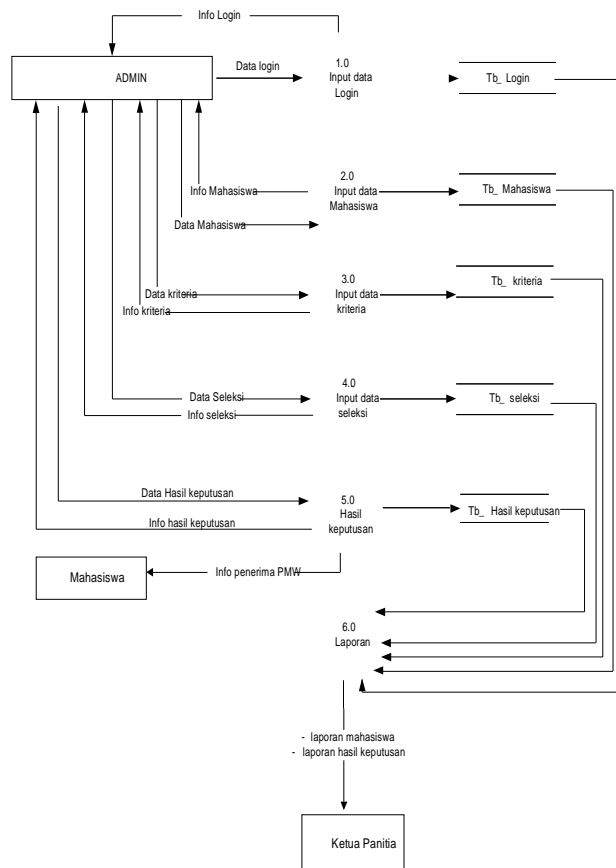 Info Login
ADMIN
Data login
1.0
Input data
Login
Tb_ Login
Info Mahasiswa
2.0
Input data
Mahasiswa
Tb_ Mahasiswa
Data Mahasiswa
Data kriteria
Info kriteria
3.0
Input data
kriteria
Tb_ kriteria
Data Seleksi
Info seleksi
4.0
Input data
seleksi
Tb_ seleksi
Data Hasil keputusan
Info hasil keputusan
5.0
Hasil
keputusan
Tb_ Hasil keputusan
Mahasiswa
Info penerima PMW
6.0
Laporan
- laporan mahasiswa
- laporan hasil keputusan
Ketua Panitia